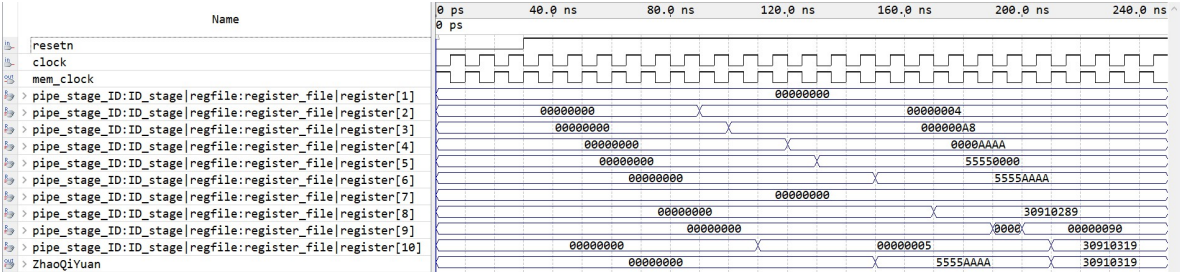 Name
0 ps 40.0 ns 80.0 ns 120.0 ns 160.0 ns 200.0 ns 240.0 ns
0 ps
resetn
clock
mem_clock
pipe_stage_ID:ID_stage|regfile:register_file|register[1] 00000000
pipe_stage_ID:ID_stage|regfile:register_file|register[2] 00000000 00000004
pipe_stage_ID:ID_stage|regfile:register_file|register[3] 00000000 000000A8
pipe_stage_ID:ID_stage|regfile:register_file|register[4] 00000000 0000AAAA
pipe_stage_ID:ID_stage|regfile:register_file|register[5] 00000000 55550000
pipe_stage_ID:ID_stage|regfile:register_file|register[6] 00000000 5555AAAA
pipe_stage_ID:ID_stage|regfile:register_file|register[7] 00000000
pipe_stage_ID:ID_stage|regfile:register_file|register[8] 00000000 30910289
pipe_stage_ID:ID_stage|regfile:register_file|register[9] 00000000 00000090
pipe_stage_ID:ID_stage|regfile:register_file|register[10] 00000000 00000005 30910319
ZhaoQiYuan 00000000 5555AAAA 30910319